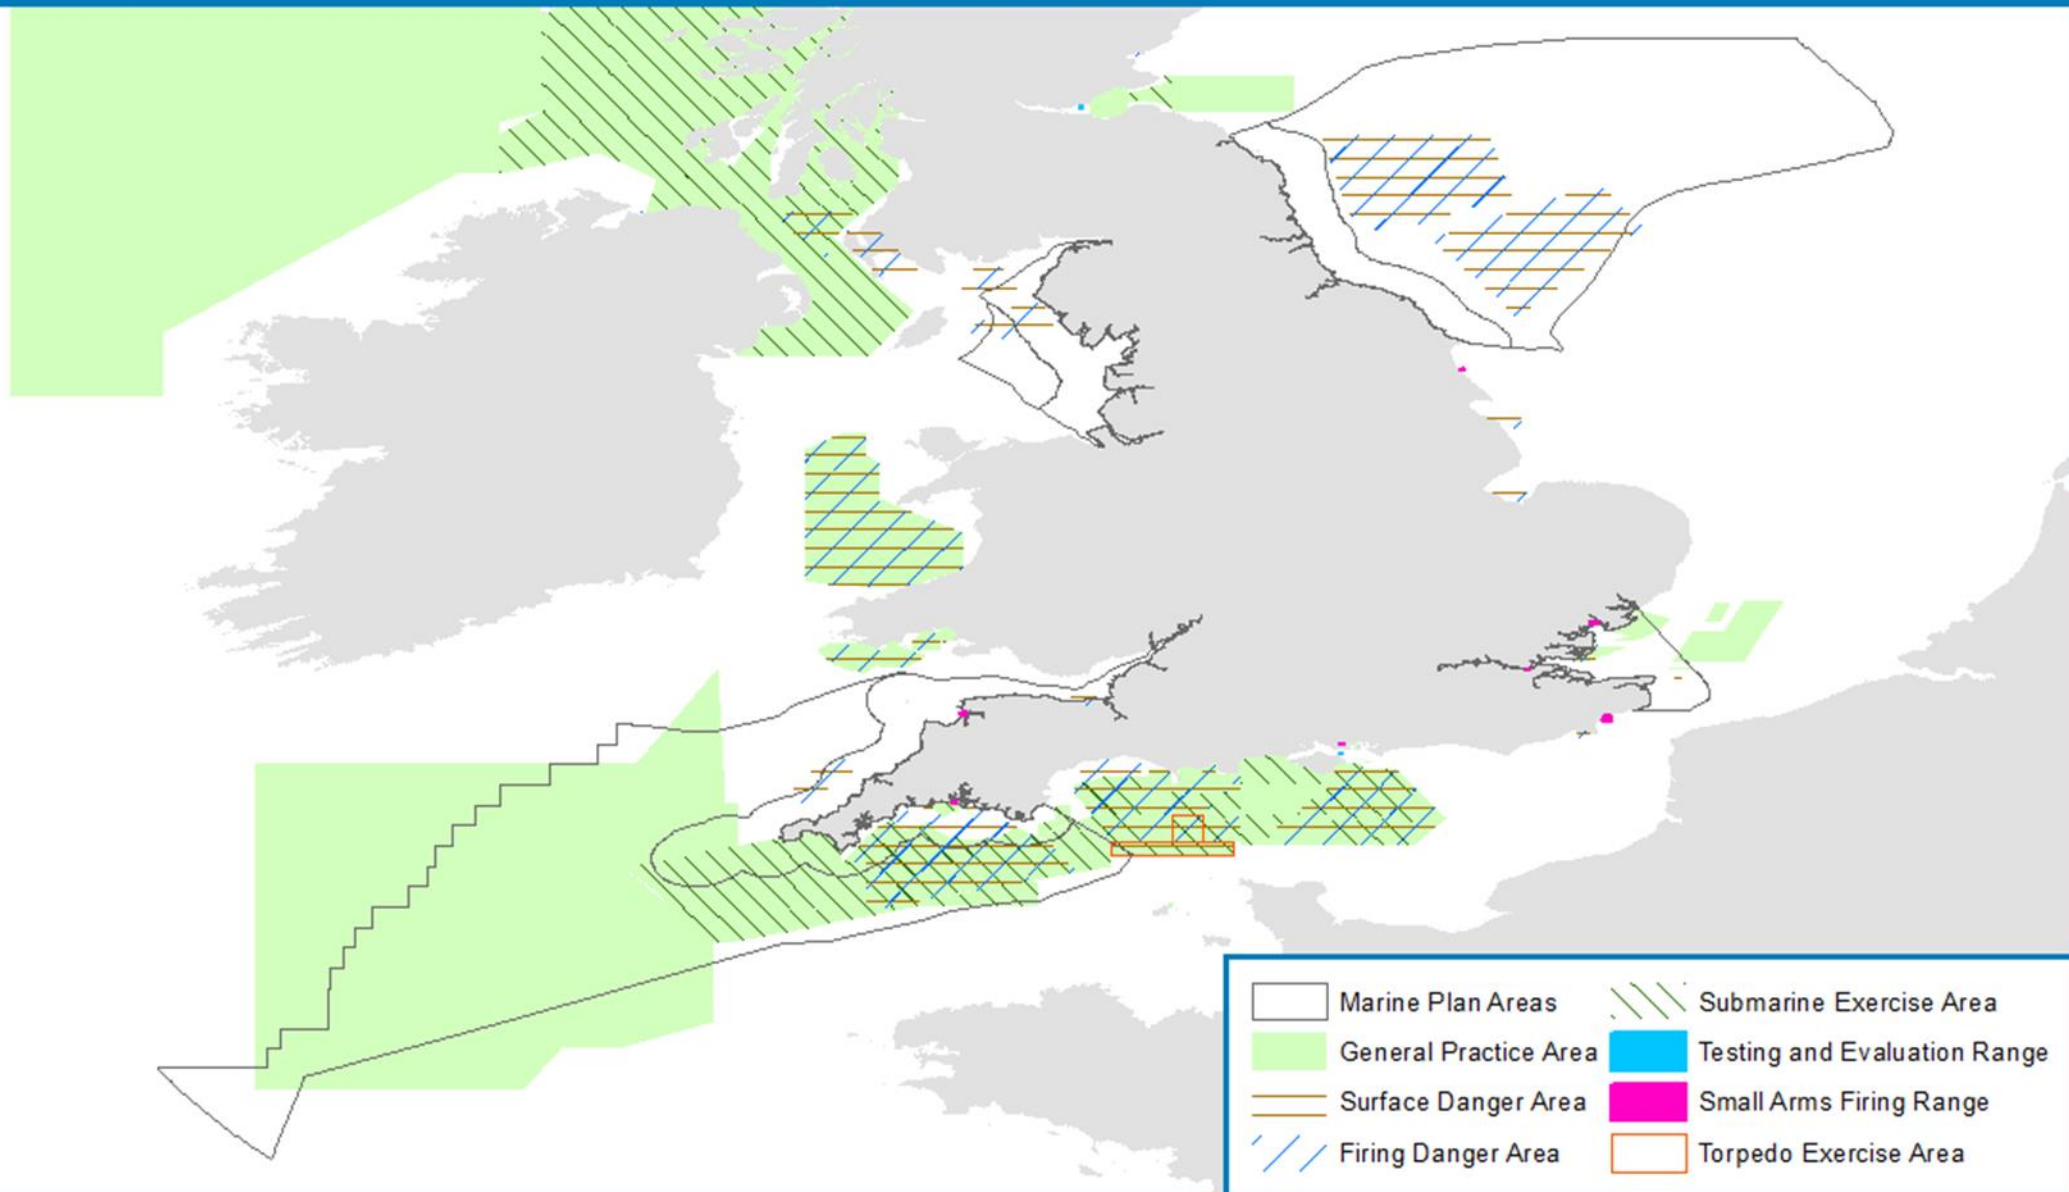 Marine Plan Areas
General Practice Area
Surface Danger Area
Firing Danger Area
Submarine Exercise Area
Testing and Evaluation Range
Small Arms Firing Range
Torpedo Exercise Area